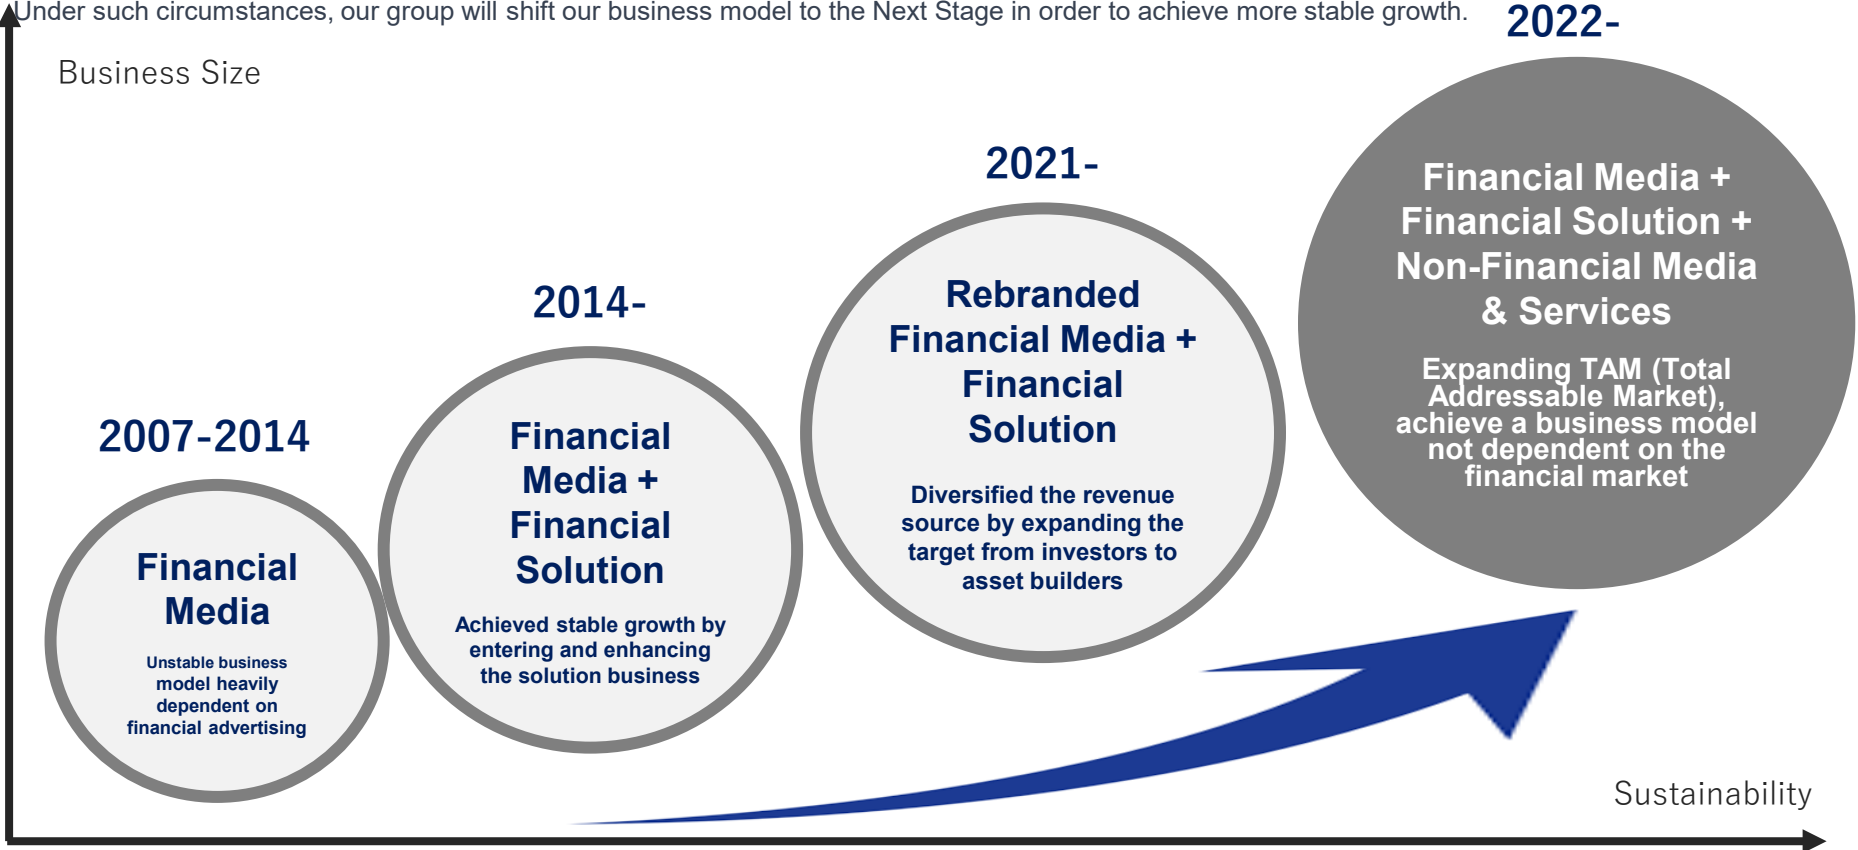 Under such circumstances, our group will shift our business model to the Next Stage in order to achieve more stable growth.
Business Size
2007-2014
Financial
Media
Unstable business
model heavily
dependent on
financial advertising
2014-
Financial
Media +
Financial
Solution
Achieved stable growth by
entering and enhancing
the solution business
2021-
Rebranded
Financial Media +
Financial
Solution
Diversified the revenue
source by expanding the
target from investors to
asset builders
2022-
Financial Media +
Financial Solution +
Non-Financial Media
& Services
Expanding TAM (Total
Addressable Market),
achieve a business model
not dependent on the
financial market
Sustainability